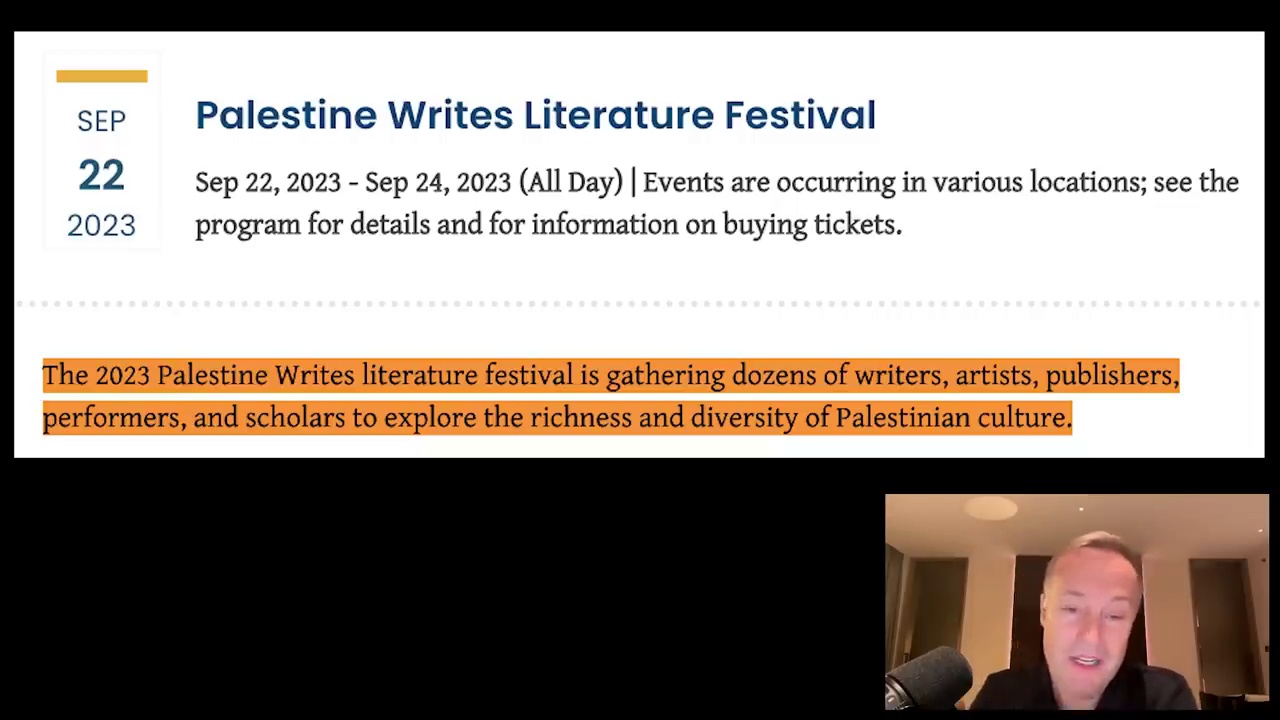 SEP
22
2023
Palestine Writes Literature Festival
Sep 22, 2023 - Sep 24, 2023 (All Day) | Events are occurring in various locations; see the
program for details and for information on buying tickets.
The 2023 Palestine Writes literature festival is gathering dozens of writers, artists, publishers,
performers, and scholars to explore the richness and diversity of Palestinian culture.